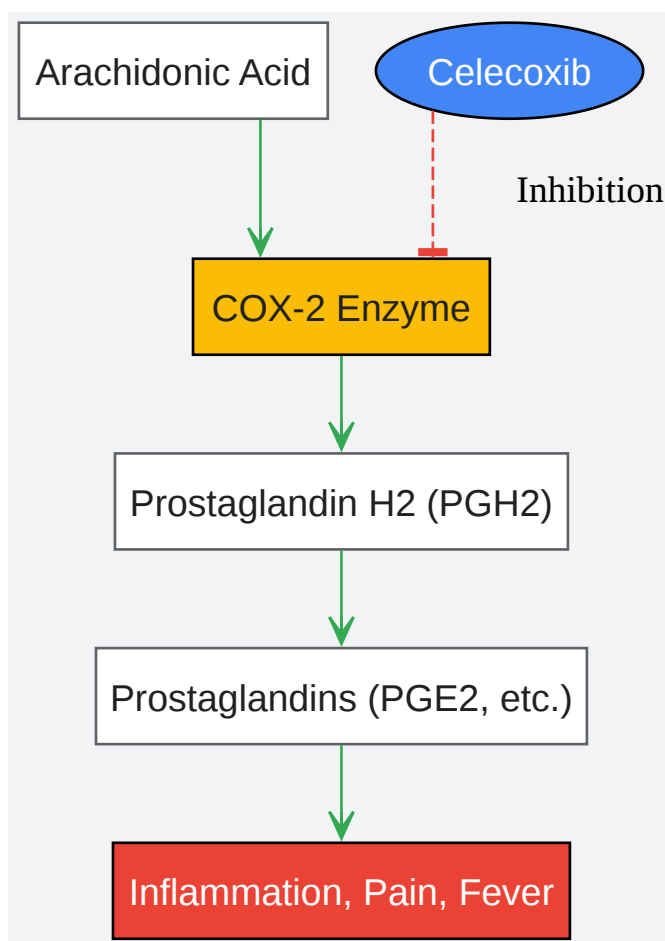 Arachidonic Acid
Celecoxib
Inhibition
COX-2 Enzyme
Prostaglandin H2 (PGH2)
Prostaglandins (PGE2, etc.)
Inflammation, Pain, Fever